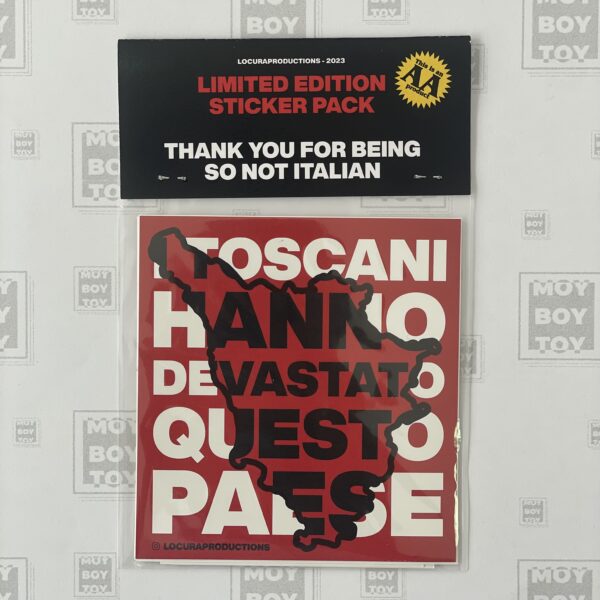 LOCURAPRODUCTIONS - 2023
LIMITED EDITION
STICKER PACK
This is an
AA
product
THANK YOU FOR BEING
SO NOT ITALIAN
I TOSCANI
HANNO
DEVASTATO
QUESTO
PAESE
LOCURAPRODUCTIONS
MUY
BOY
TOY